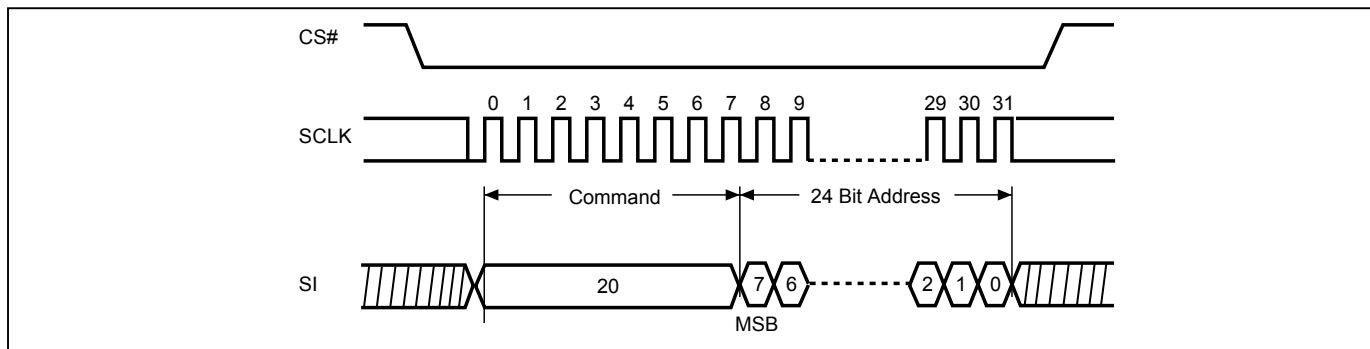 CS#
0 1 2 3 4 5 6 7 8 9 29 30 31
SCLK
Command 24 Bit Address
SI 20 7 6 2 1 0
MSB